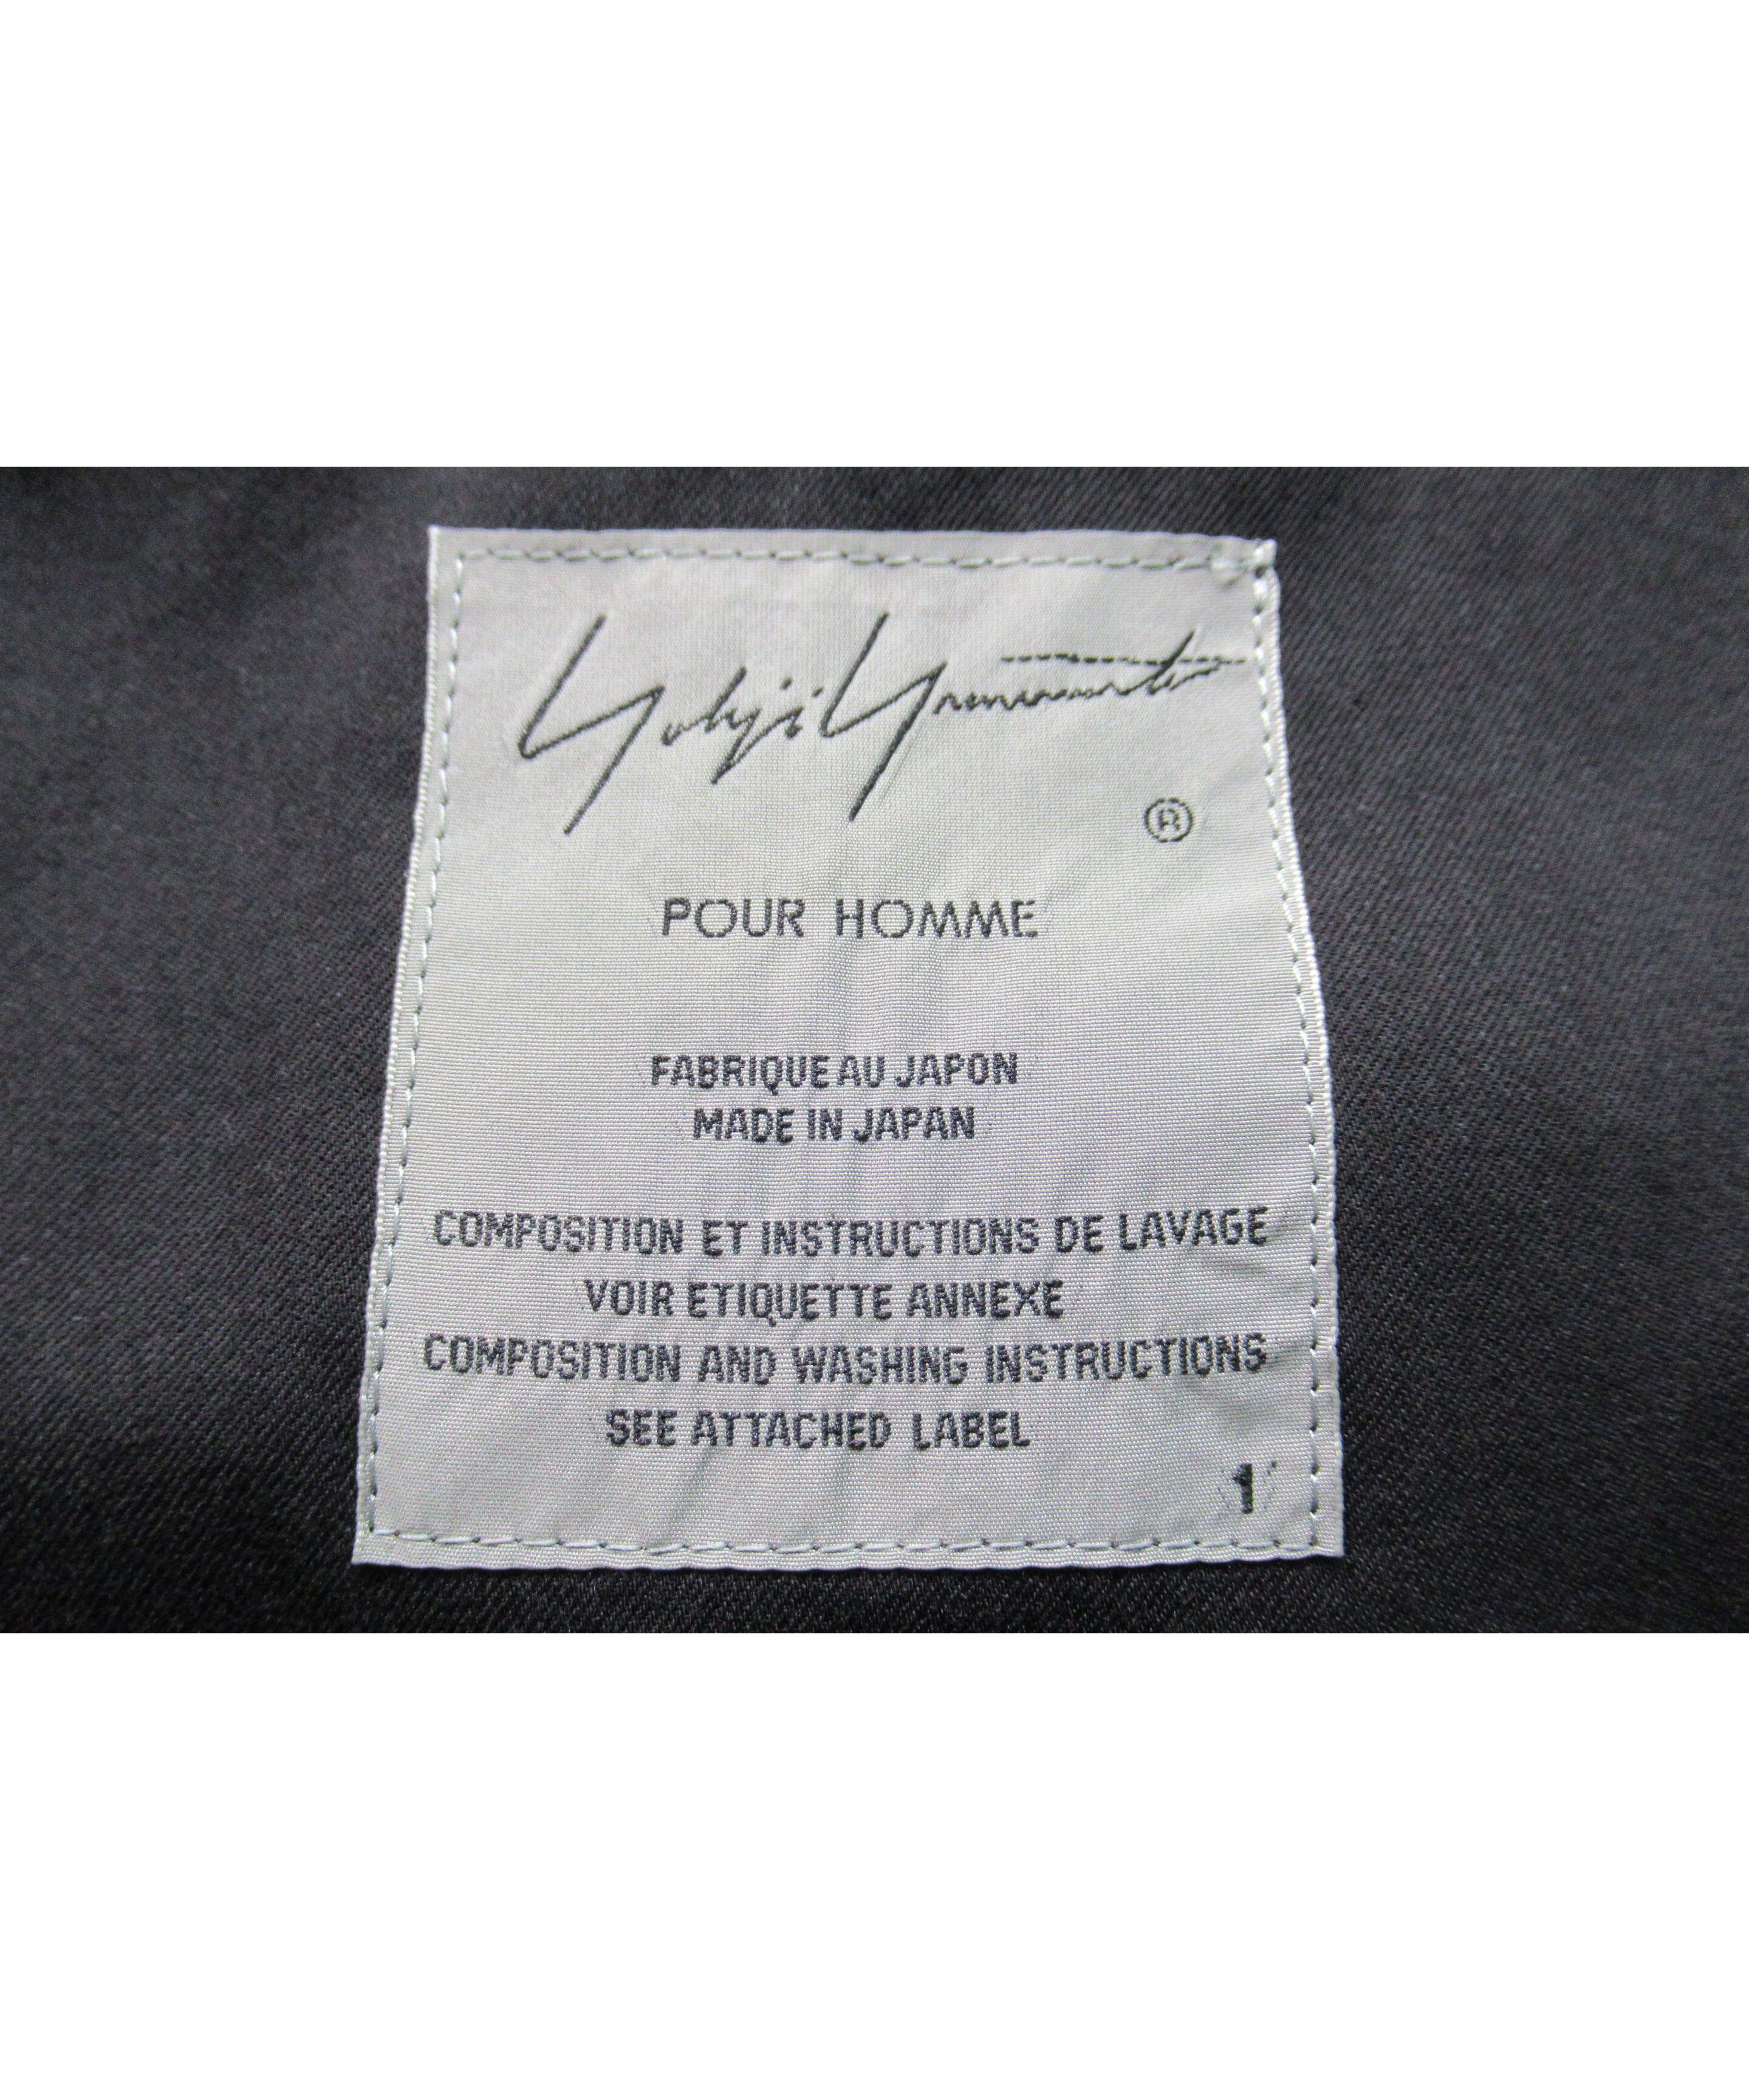 Yohji Yamamoto
®
POUR HOMME
FABRIQUE AU JAPON
MADE IN JAPAN
COMPOSITION ET INSTRUCTIONS DE LAVAGE
VOIR ETIQUETTE ANNEXE
COMPOSITION AND WASHING INSTRUCTIONS
SEE ATTACHED LABEL
1